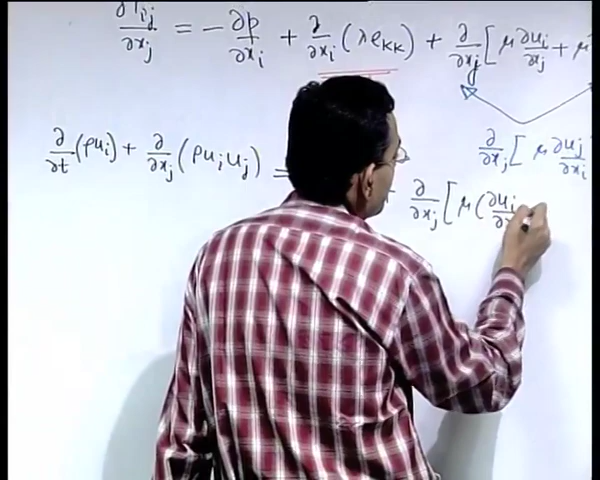 ∂τij/∂xj = -∂p/∂xi + ∂/∂xi (λeKK) + ∂/∂xj [μ ∂ui/∂xj + μ
∂/∂xj [μ ∂uj/∂xi
∂/∂t (ρui) + ∂/∂xj (ρuiuj) = ∂/∂xj [μ (∂ui/